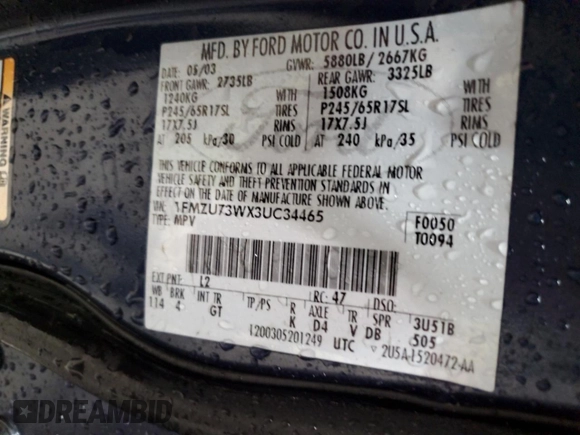 MFD. BY FORD MOTOR CO. IN U.S.A.
DATE: 05/03 GVWR: 5880LB/ 2667KG
FRONT GAWR: 2735LB REAR GAWR: 3325LB
1240KG WITH 1508KG WITH
P245/65R17SL TIRES P245/65R17SL TIRES
17X7.5J RIMS 17X7.5J RIMS
AT 205 kPa/30 PSI COLD AT 240 kPa/35 PSI COLD
THIS VEHICLE CONFORMS TO ALL APPLICABLE FEDERAL MOTOR
VEHICLE SAFETY AND THEFT PREVENTION STANDARDS IN
EFFECT ON THE DATE OF MANUFACTURE SHOWN ABOVE.
VIN: 1FMZU73WX3UC34465 F0050
TYPE: MPV T0094
EXT PNT: L2 RC: 47 DSO:
WB BRK INT TR TP/PS R AXLE TR SPR 3U51B
114 4 GT K D4 V DB 505
1200305201249 UTC 2U5A-1520472-AA
WARNING
DREAMBID